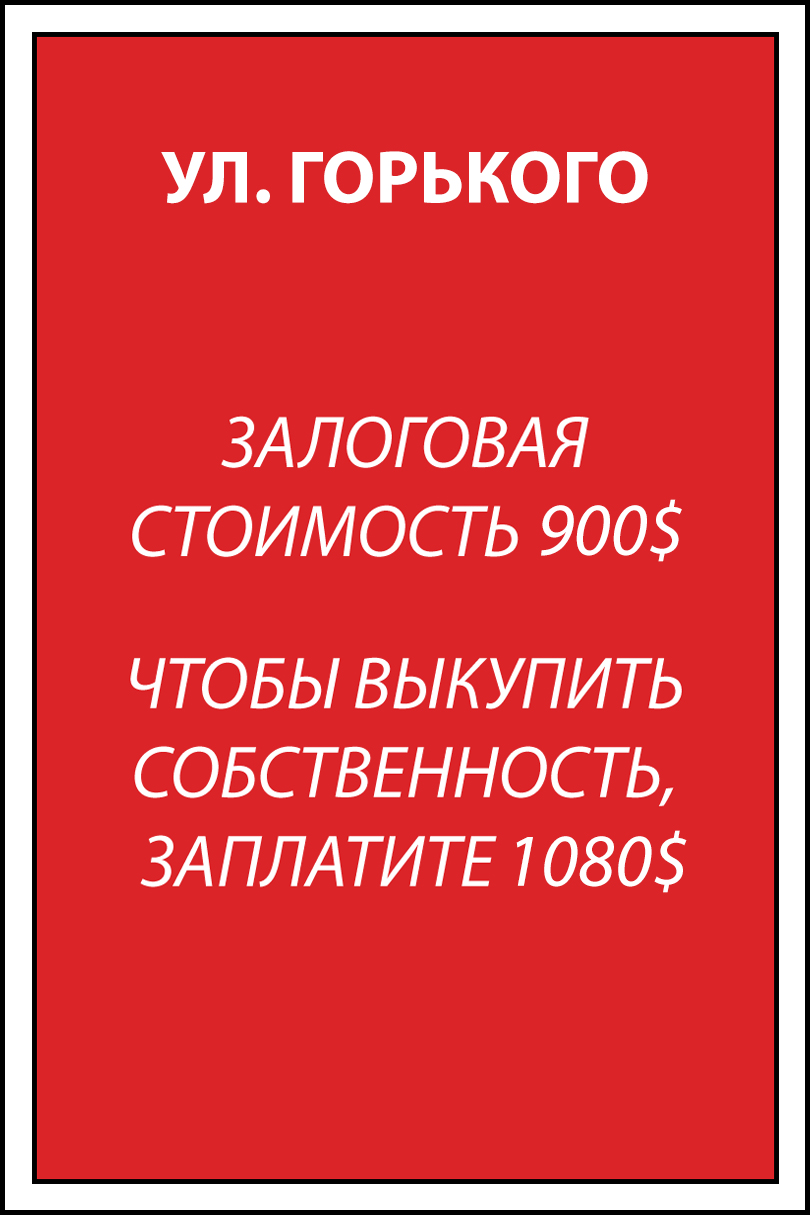 УЛ. ГОРЬКОГО
ЗАЛОГОВАЯ
СТОИМОСТЬ 900$
ЧТОБЫ ВЫКУПИТЬ
СОБСТВЕННОСТЬ,
ЗАПЛАТИТЕ 1080$